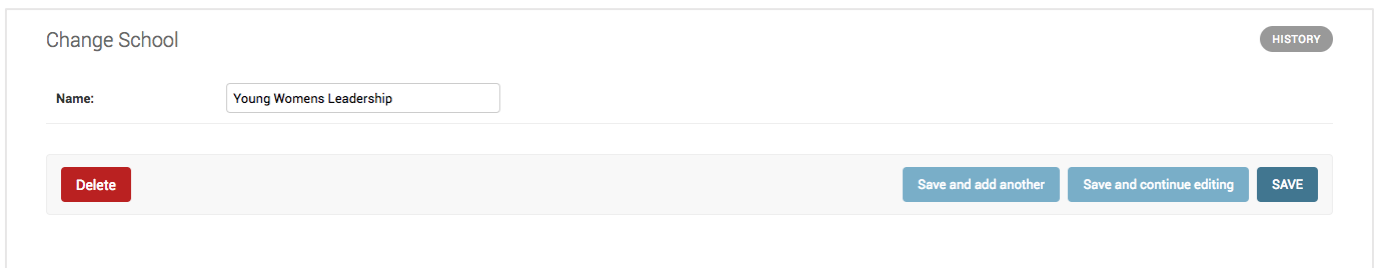 Change School
HISTORY
Name: Young Womens Leadership
Delete Save and add another Save and continue editing SAVE